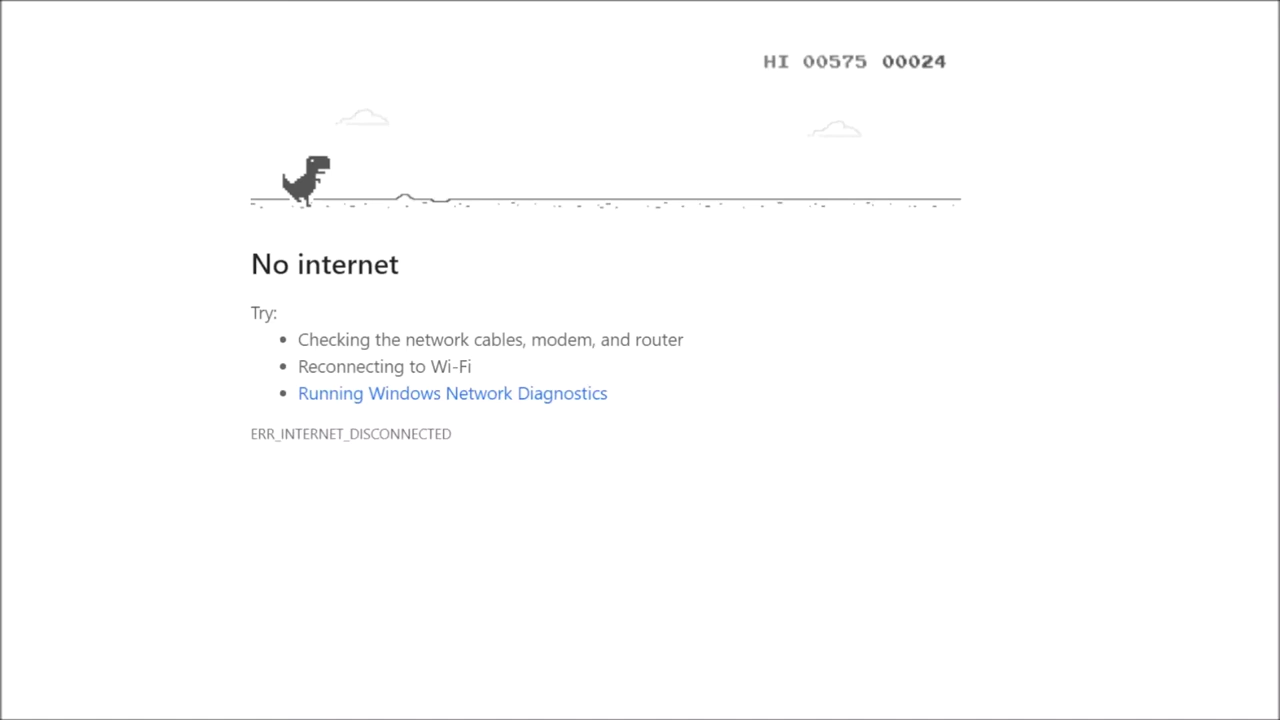 HI 00575 00024
No internet
Try:
Checking the network cables, modem, and router
Reconnecting to Wi-Fi
Running Windows Network Diagnostics
ERR_INTERNET_DISCONNECTED